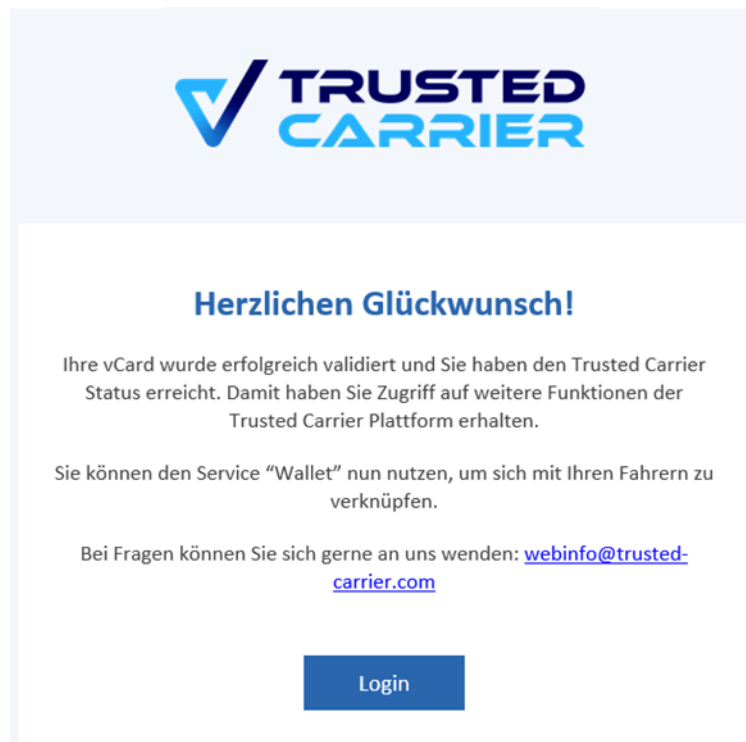 TRUSTED
CARRIER
Herzlichen Glückwunsch!
Ihre vCard wurde erfolgreich validiert und Sie haben den Trusted Carrier
Status erreicht. Damit haben Sie Zugriff auf weitere Funktionen der
Trusted Carrier Plattform erhalten.
Sie können den Service “Wallet” nun nutzen, um sich mit Ihren Fahrern zu
verknüpfen.
Bei Fragen können Sie sich gerne an uns wenden: webinfo@trusted-
carrier.com
Login